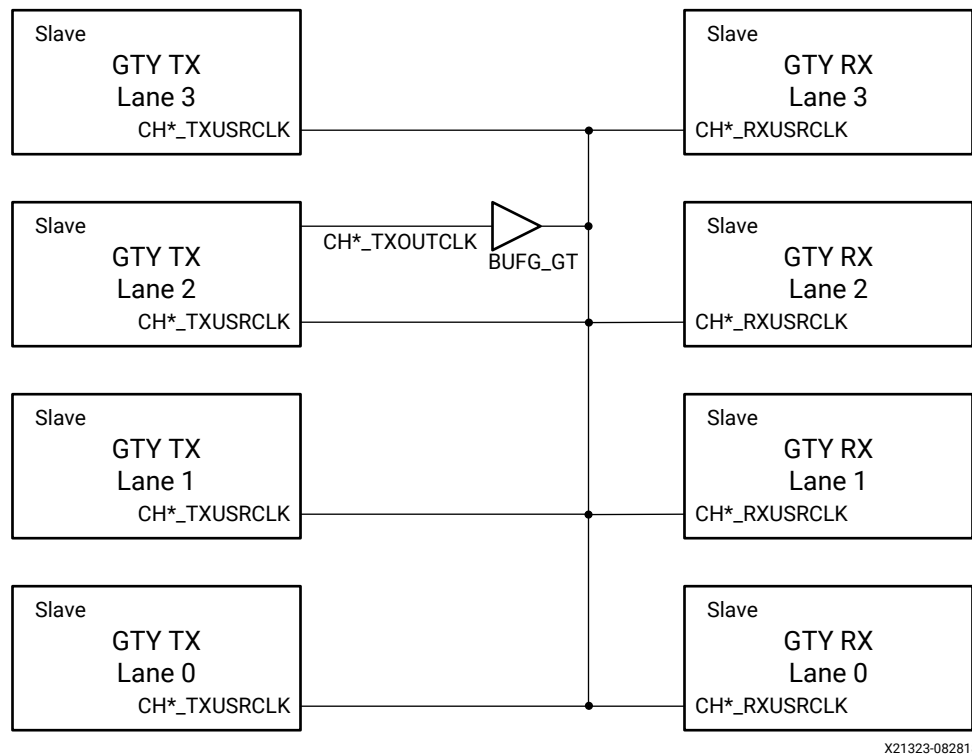 Slave
GTY TX
Lane 3
CH*_TXUSRCLK
Slave
GTY RX
Lane 3
CH*_RXUSRCLK
Slave
GTY TX
Lane 2
CH*_TXUSRCLK
CH*_TXOUTCLK
BUFG_GT
Slave
GTY RX
Lane 2
CH*_RXUSRCLK
Slave
GTY TX
Lane 1
CH*_TXUSRCLK
Slave
GTY RX
Lane 1
CH*_RXUSRCLK
Slave
GTY TX
Lane 0
CH*_TXUSRCLK
Slave
GTY RX
Lane 0
CH*_RXUSRCLK
X21323-08281